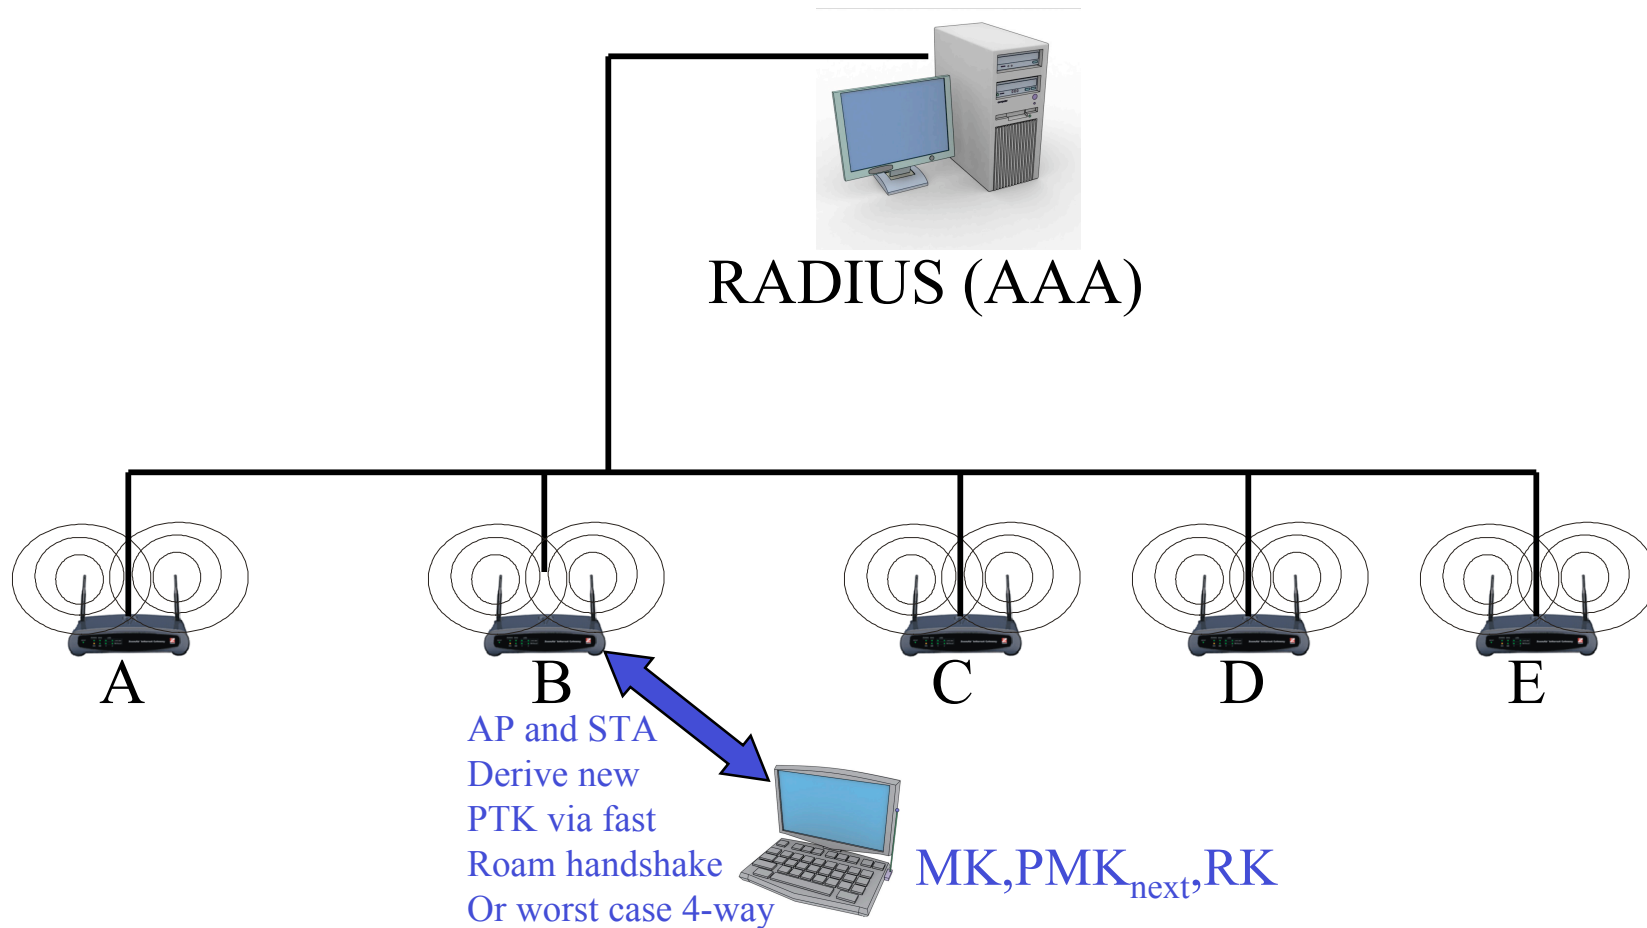 RADIUS (AAA)
A
B
C
D
E
AP and STA
Derive new
PTK via fast
Roam handshake
Or worst case 4-way
MK,PMKnext,RK